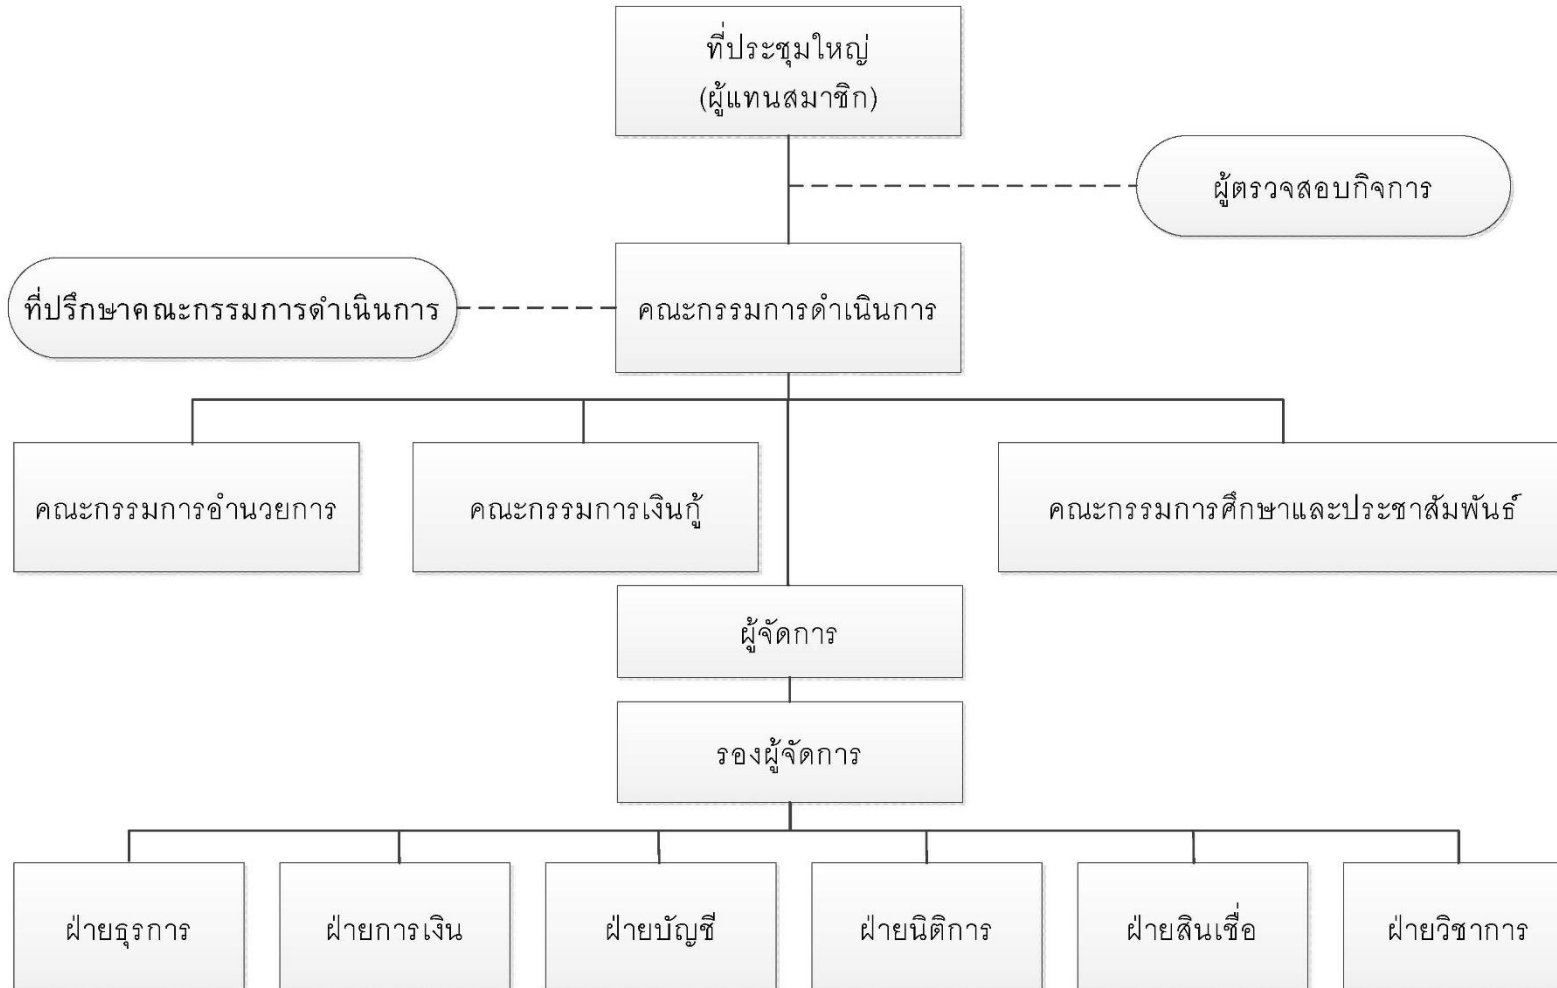 ที่ประชุมใหญ่
(ผู้แทนสมาชิก)
ผู้ตรวจสอบกิจการ
ที่ปรึกษาคณะกรรมการดำเนินการ
คณะกรรมการดำเนินการ
คณะกรรมการอำนวยการ
คณะกรรมการเงินกู้
คณะกรรมการศึกษาและประชาสัมพันธ์
ผู้จัดการ
รองผู้จัดการ
ฝ่ายธุรการ
ฝ่ายการเงิน
ฝ่ายบัญชี
ฝ่ายนิติการ
ฝ่ายสินเชื่อ
ฝ่ายวิชาการ